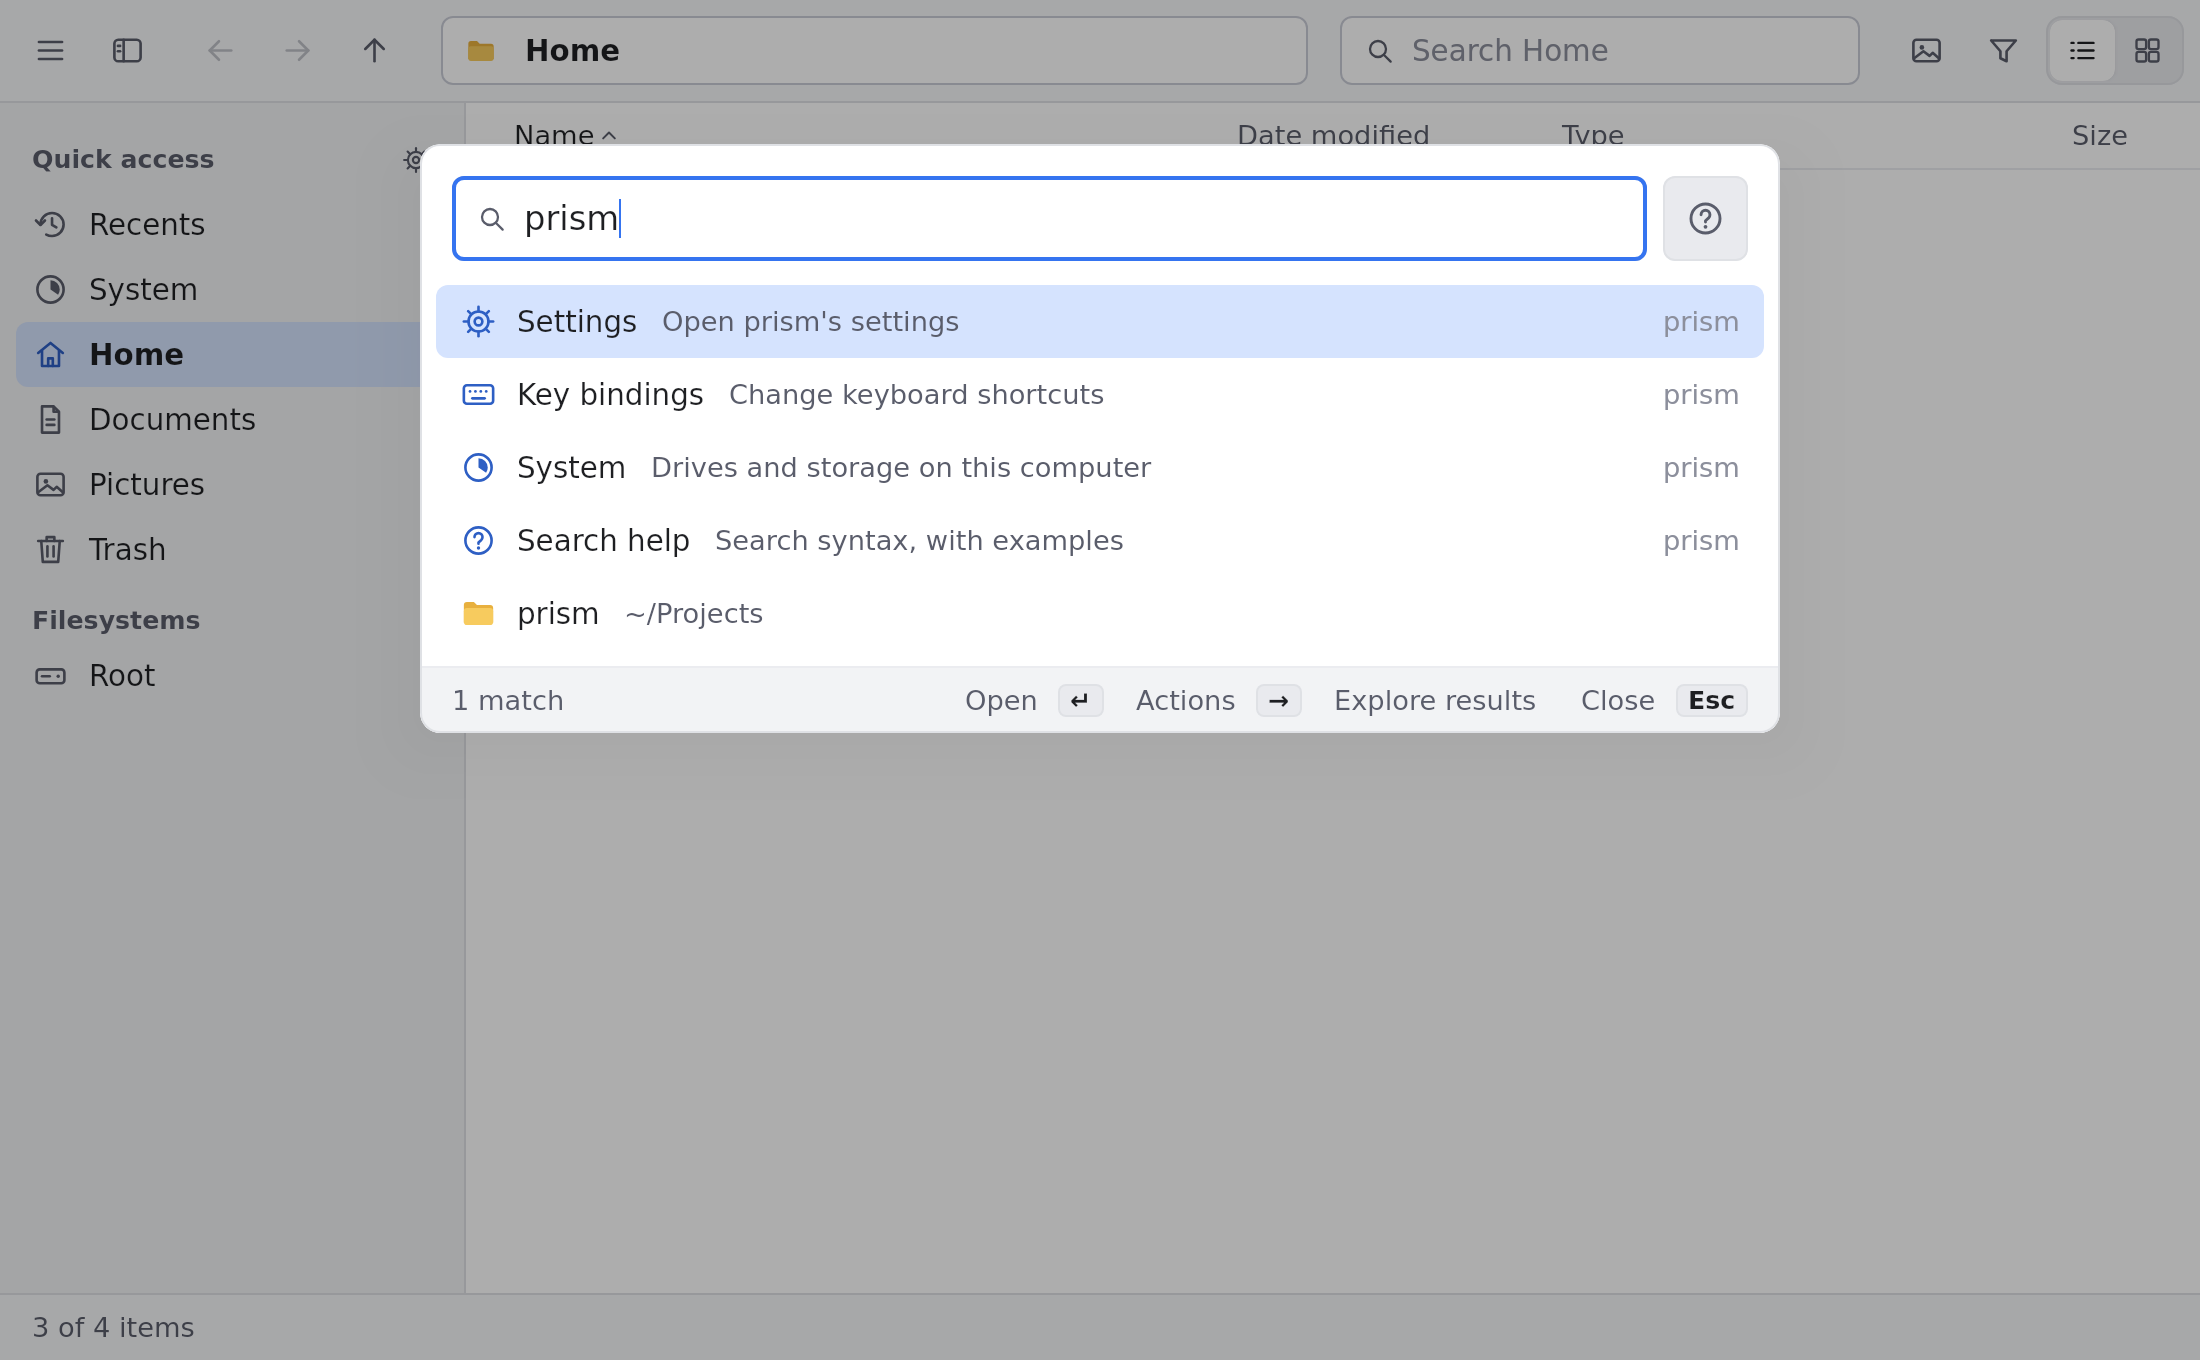 Home
Search Home
Name
Date modified
Type
Size
Quick access
Recents
System
Home
Documents
Pictures
Trash
Filesystems
Root
prism
Settings Open prism's settings prism
Key bindings Change keyboard shortcuts prism
System Drives and storage on this computer prism
Search help Search syntax, with examples prism
prism ~/Projects
1 match Open ↵ Actions → Explore results Close Esc
3 of 4 items